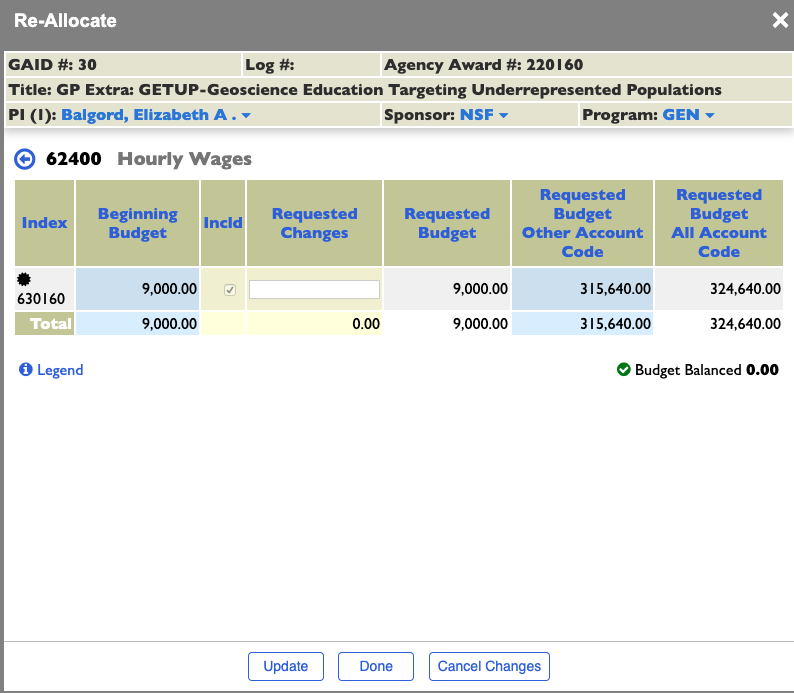 Re-Allocate
GAID #: 30 Log #: Agency Award #: 220160
Title: GP Extra: GETUP-Geoscience Education Targeting Underrepresented Populations
PI (1): Balgord, Elizabeth A . Sponsor: NSF Program: GEN
62400 Hourly Wages
Index Beginning Budget Incld Requested Changes Requested Budget Requested Budget Other Account Code Requested Budget All Account Code
630160 9,000.00 9,000.00 315,640.00 324,640.00
Total 9,000.00 0.00 9,000.00 315,640.00 324,640.00
Legend Budget Balanced 0.00
Update Done Cancel Changes